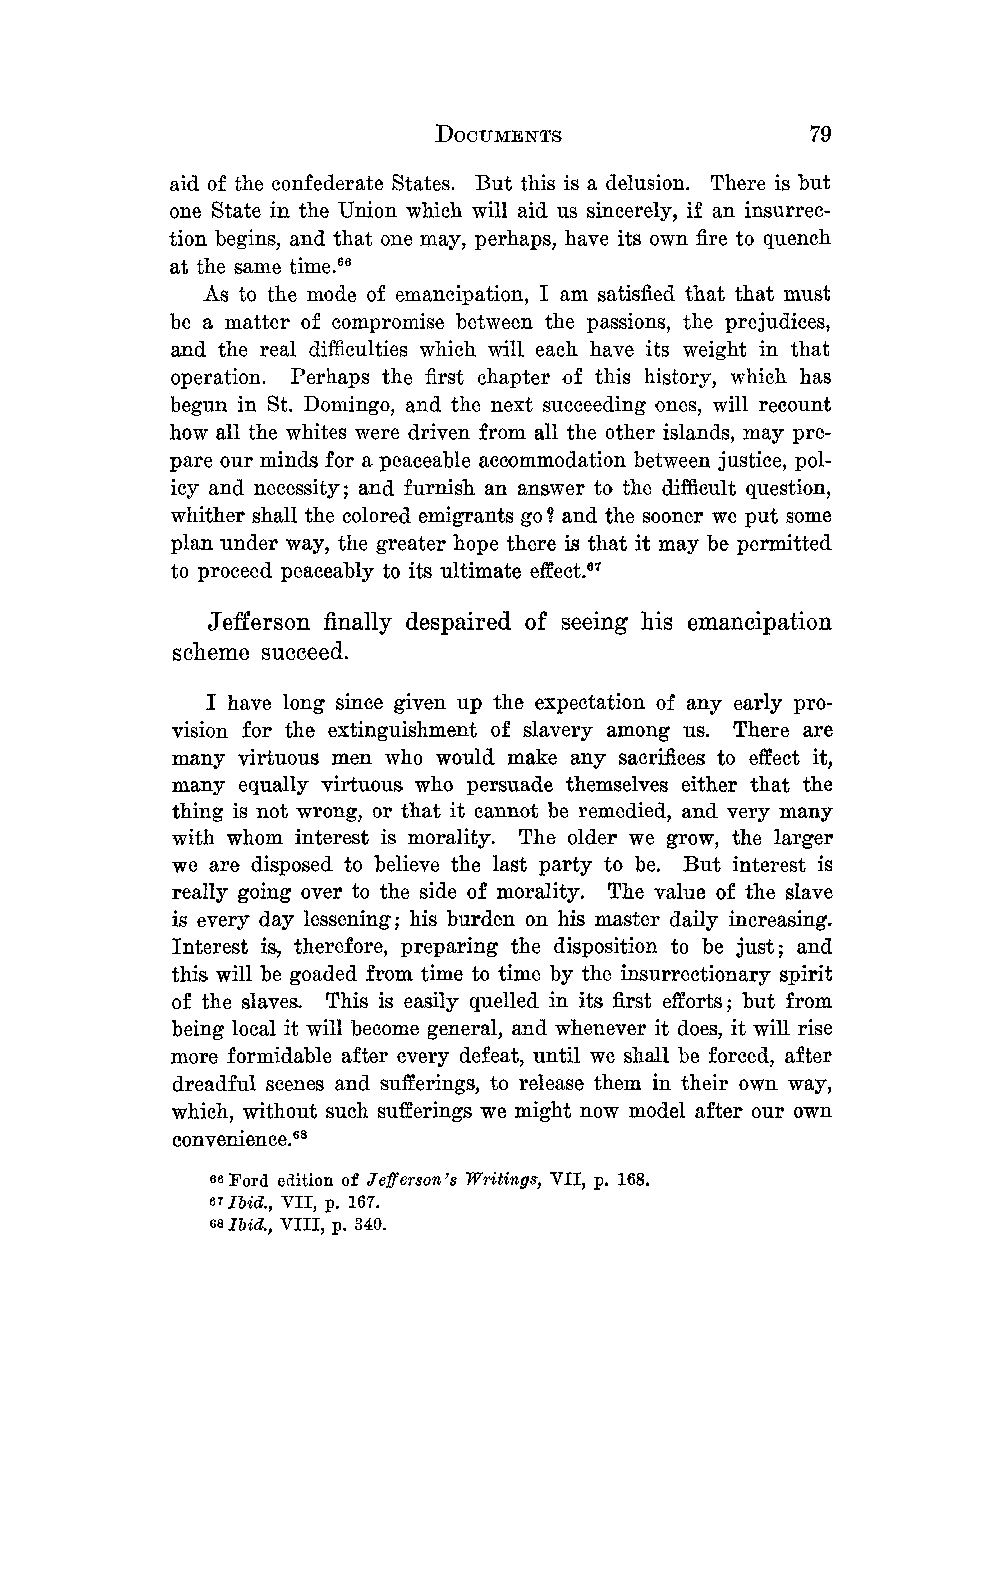 DOCUMENTS 79
aid of the confederate States. But this is a delusion. There is but
one State in the Union which will aid us sincerely, if an insurrec-
tion begins, and that one may, perhaps, have its own fire to quench
at the same time.66
As to the mode of emancipation, I am satisfied that that must
be a matter of compromise between the passions, the prejudices,
and the real difficulties which will each have its weight in that
operation. Perhaps the first chapter of this history, which has
begun in St. Domingo, and the next succeeding ones, will recount
how all the whites were driven from all the other islands, may pre-
pare our minds for a peaceable accommodation between justice, pol-
icy and necessity; and furnish an answer to the difficult question,
whither shall the colored emigrants go? and the sooner we put some
plan under way, the greater hope there is that it may be permitted
to proceed peaceably to its ultimate effect.67
Jefferson finally despaired of seeing his emancipation
scheme succeed.
I have long since given up the expectation of any early pro-
vision for the extinguishment of slavery among us. There are
many virtuous men who would make any sacrifices to effect it,
many equally virtuous who persuade themselves either that the
thing is not wrong, or that it cannot be remedied, and very many
with whom interest is morality. The older we grow, the larger
we are disposed to believe the last party to be. But interest is
really going over to the side of morality. The value of the slave
is every day lessening; his burden on his master daily increasing.
Interest is, therefore, preparing the disposition to be just; and
this will be goaded from time to time by the insurrectionary spirit
of the slaves. This is easily quelled in its first efforts; but from
being local it will become general, and whenever it does, it will rise
more formidable after every defeat, until we shall be forced, after
dreadful scenes and sufferings, to release them in their own way,
which, without such sufferings we might now model after our own
convenience.68
66 Ford edition of Jefferson's Writings, VII, p. 168.
67 Ibid., VII, p. 167.
68 Ibid., VIII, p. 340.